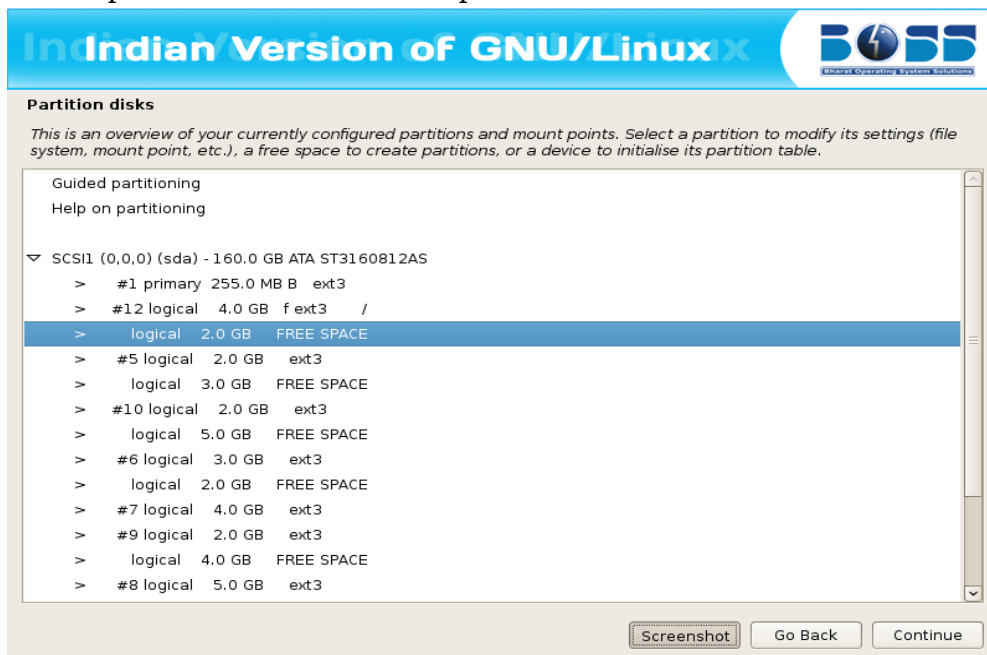 Indian Version of GNU/Linux
BOSS
Bharat Operating System Solutions
Partition disks
This is an overview of your currently configured partitions and mount points. Select a partition to modify its settings (file
system, mount point, etc.), a free space to create partitions, or a device to initialise its partition table.
Guided partitioning
Help on partitioning
SCSI1 (0,0,0) (sda) - 160.0 GB ATA ST3160812AS
> #1 primary 255.0 MB B ext3
> #12 logical 4.0 GB f ext3 /
> logical 2.0 GB FREE SPACE
> #5 logical 2.0 GB ext3
> logical 3.0 GB FREE SPACE
> #10 logical 2.0 GB ext3
> logical 5.0 GB FREE SPACE
> #6 logical 3.0 GB ext3
> logical 2.0 GB FREE SPACE
> #7 logical 4.0 GB ext3
> #9 logical 2.0 GB ext3
> logical 4.0 GB FREE SPACE
> #8 logical 5.0 GB ext3
Screenshot Go Back Continue